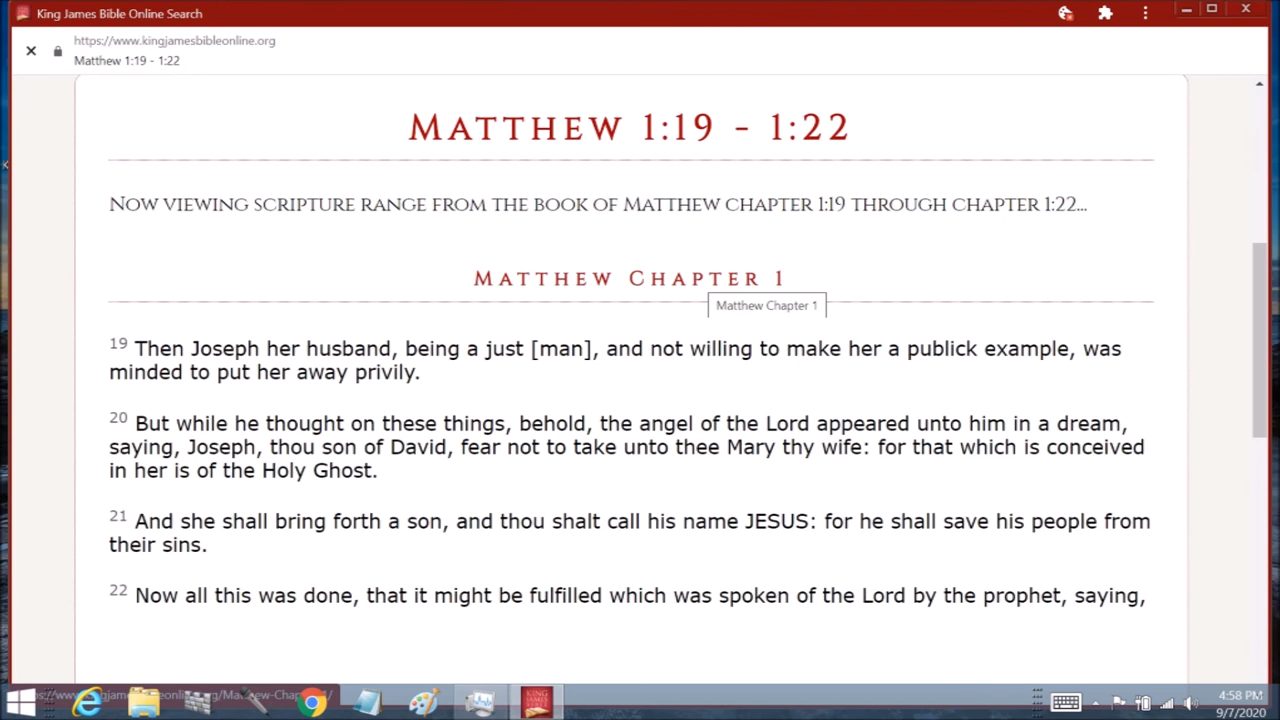 King James Bible Online Search
https://www.kingjamesbibleonline.org
Matthew 1:19 - 1:22
MATTHEW 1:19 - 1:22
NOW VIEWING SCRIPTURE RANGE FROM THE BOOK OF MATTHEW CHAPTER 1:19 THROUGH CHAPTER 1:22...
MATTHEW CHAPTER 1
Matthew Chapter 1
19 Then Joseph her husband, being a just [man], and not willing to make her a publick example, was
minded to put her away privily.
20 But while he thought on these things, behold, the angel of the Lord appeared unto him in a dream,
saying, Joseph, thou son of David, fear not to take unto thee Mary thy wife: for that which is conceived
in her is of the Holy Ghost.
21 And she shall bring forth a son, and thou shalt call his name JESUS: for he shall save his people from
their sins.
22 Now all this was done, that it might be fulfilled which was spoken of the Lord by the prophet, saying,
KING
JAMES
BIBLE
4:58 PM
9/7/2020